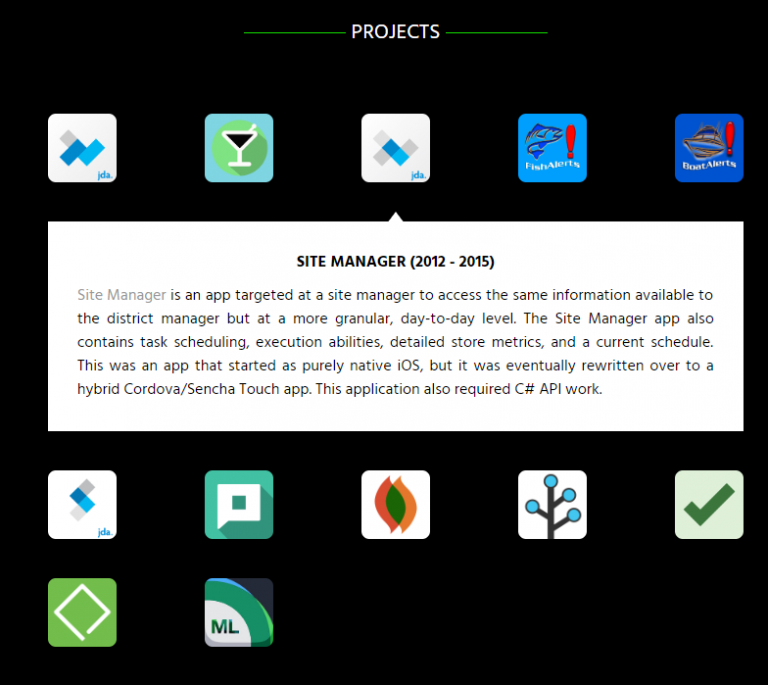 PROJECTS
jda.
jda.
FishAlerts
BoatAlerts
SITE MANAGER (2012 - 2015)
Site Manager is an app targeted at a site manager to access the same information available to
the district manager but at a more granular, day-to-day level. The Site Manager app also
contains task scheduling, execution abilities, detailed store metrics, and a current schedule.
This was an app that started as purely native iOS, but it was eventually rewritten over to a
hybrid Cordova/Sencha Touch app. This application also required C# API work.
jda.
ML